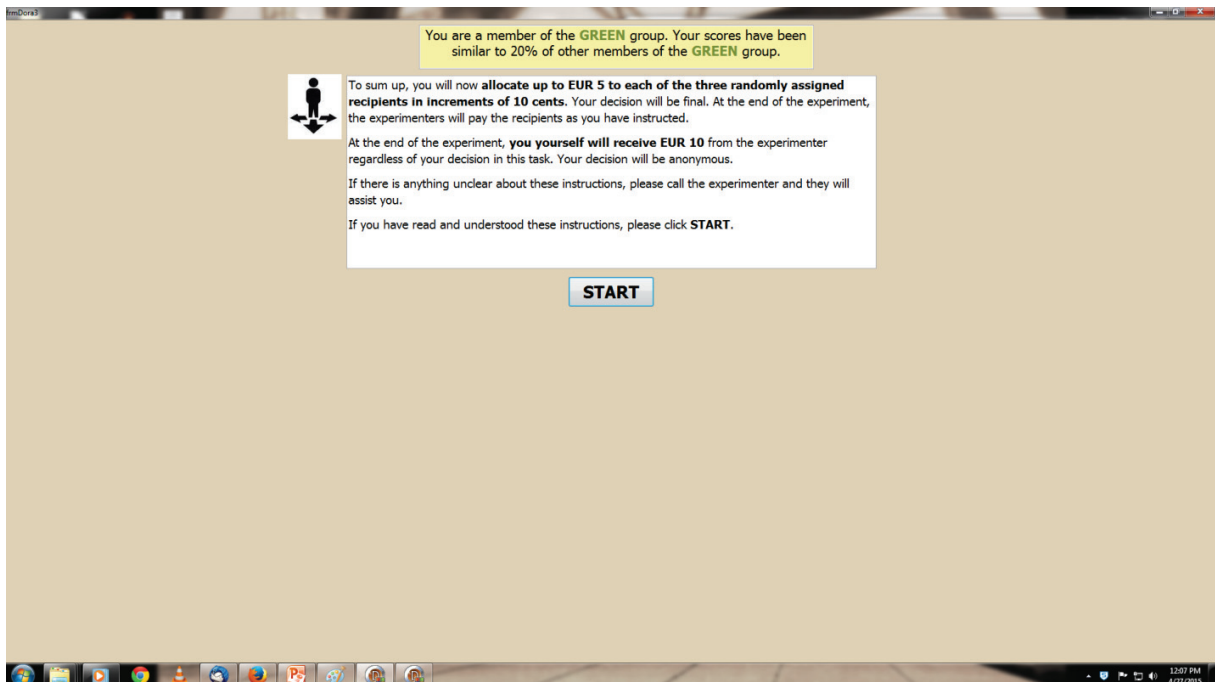 frmDora3
You are a member of the GREEN group. Your scores have been
similar to 20% of other members of the GREEN group.
To sum up, you will now allocate up to EUR 5 to each of the three randomly assigned
recipients in increments of 10 cents. Your decision will be final. At the end of the experiment,
the experimenters will pay the recipients as you have instructed.
At the end of the experiment, you yourself will receive EUR 10 from the experimenter
regardless of your decision in this task. Your decision will be anonymous.
If there is anything unclear about these instructions, please call the experimenter and they will
assist you.
If you have read and understood these instructions, please click START.
START
12:07 PM
4/27/2015